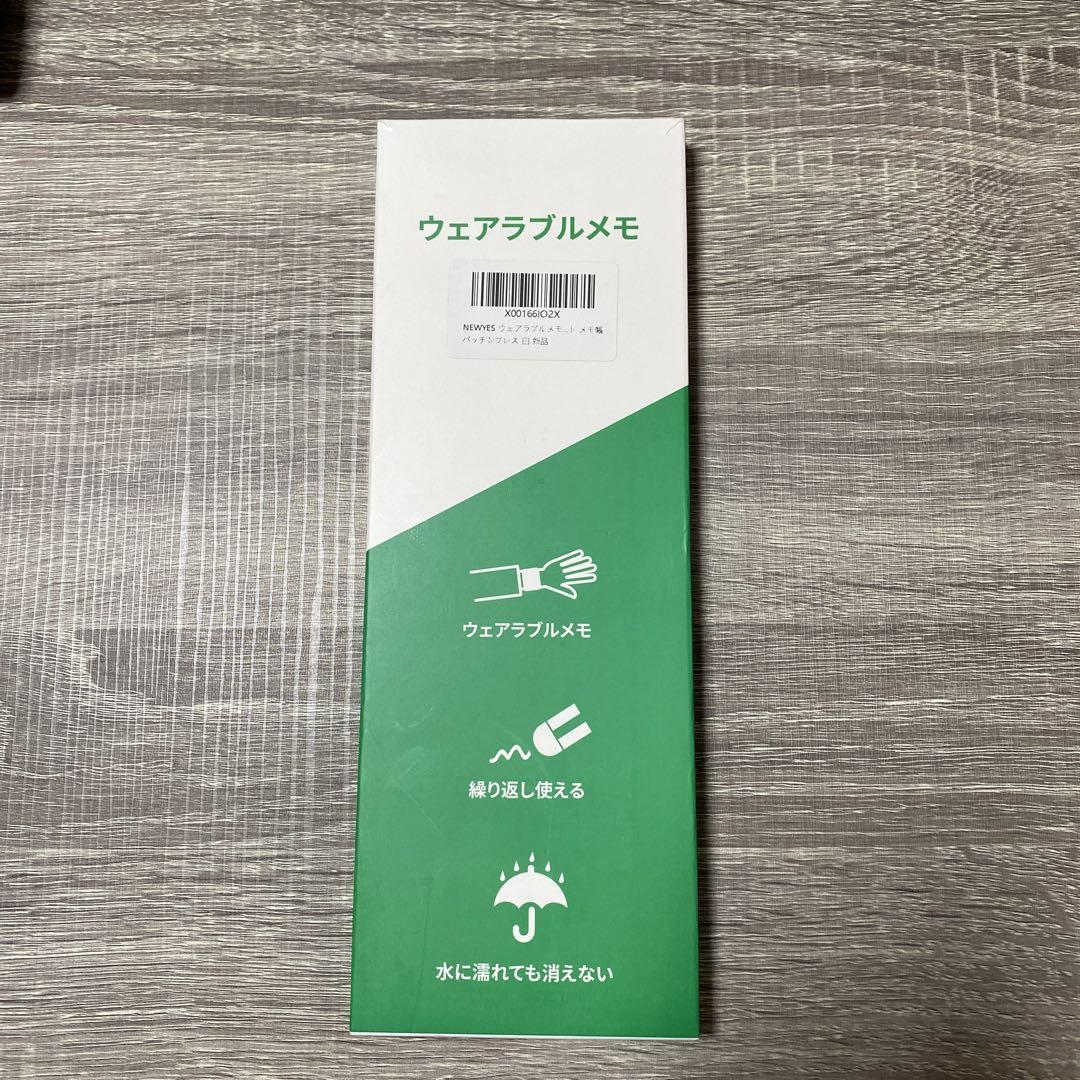 ウェアラブルメモ
X00166IO2X
NEWYES ウェアラブルメモ...ト メモ帳
パッチンブレス 白 新品
ウェアラブルメモ
繰り返し使える
水に濡れても消えない